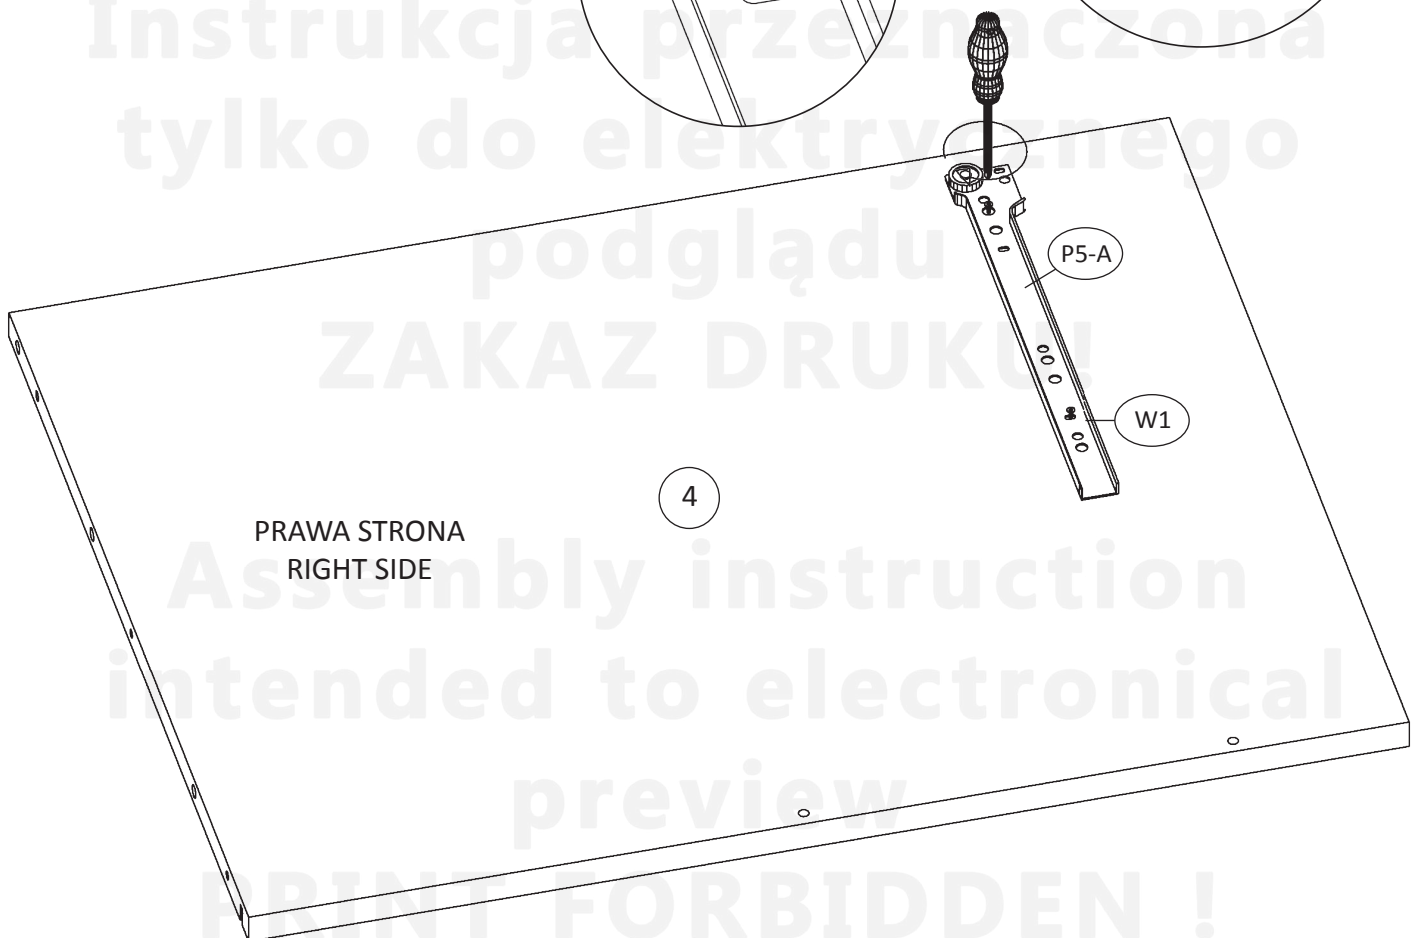 Instrukcja przeznaczona
tylko do elektrycznego
podglądu
P5-A
ZAKAZ DRUKU!
W1
4
PRAWA STRONA
RIGHT SIDE
Assembly instruction
intended to electronical
preview
PRINT FORBIDDEN !